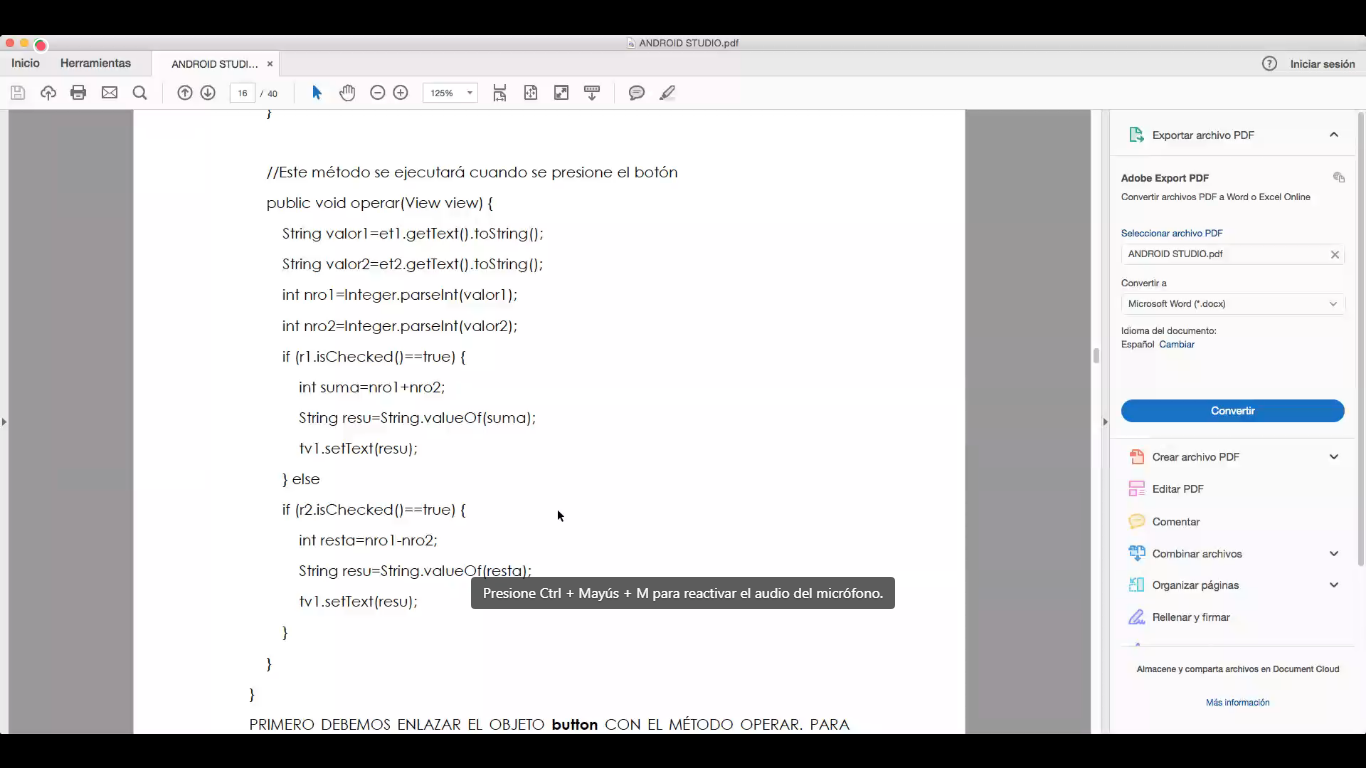 ANDROID STUDIO.pdf
Inicio
Herramientas
ANDROID STUDI... ×
Iniciar sesión
16 / 40
125%
}
//Este método se ejecutará cuando se presione el botón
public void operar(View view) {
String valor1=et1.getText().toString();
String valor2=et2.getText().toString();
int nro1=Integer.parseInt(valor1);
int nro2=Integer.parseInt(valor2);
if (r1.isChecked()==true) {
int suma=nro1+nro2;
String resu=String.valueOf(suma);
tv1.setText(resu);
} else
if (r2.isChecked()==true) {
int resta=nro1-nro2;
String resu=String.valueOf(resta);
tv1.setText(resu);
}
}
}
PRIMERO DEBEMOS ENLAZAR EL OBJETO button CON EL MÉTODO OPERAR. PARA
Presione Ctrl + Mayús + M para reactivar el audio del micrófono.
Exportar archivo PDF
Adobe Export PDF
Convertir archivos PDF a Word o Excel Online
Seleccionar archivo PDF
ANDROID STUDIO.pdf
Convertir a
Microsoft Word (*.docx)
Idioma del documento:
Español Cambiar
Convertir
Crear archivo PDF
Editar PDF
Comentar
Combinar archivos
Organizar páginas
Rellenar y firmar
Almacene y comparta archivos en Document Cloud
Más información